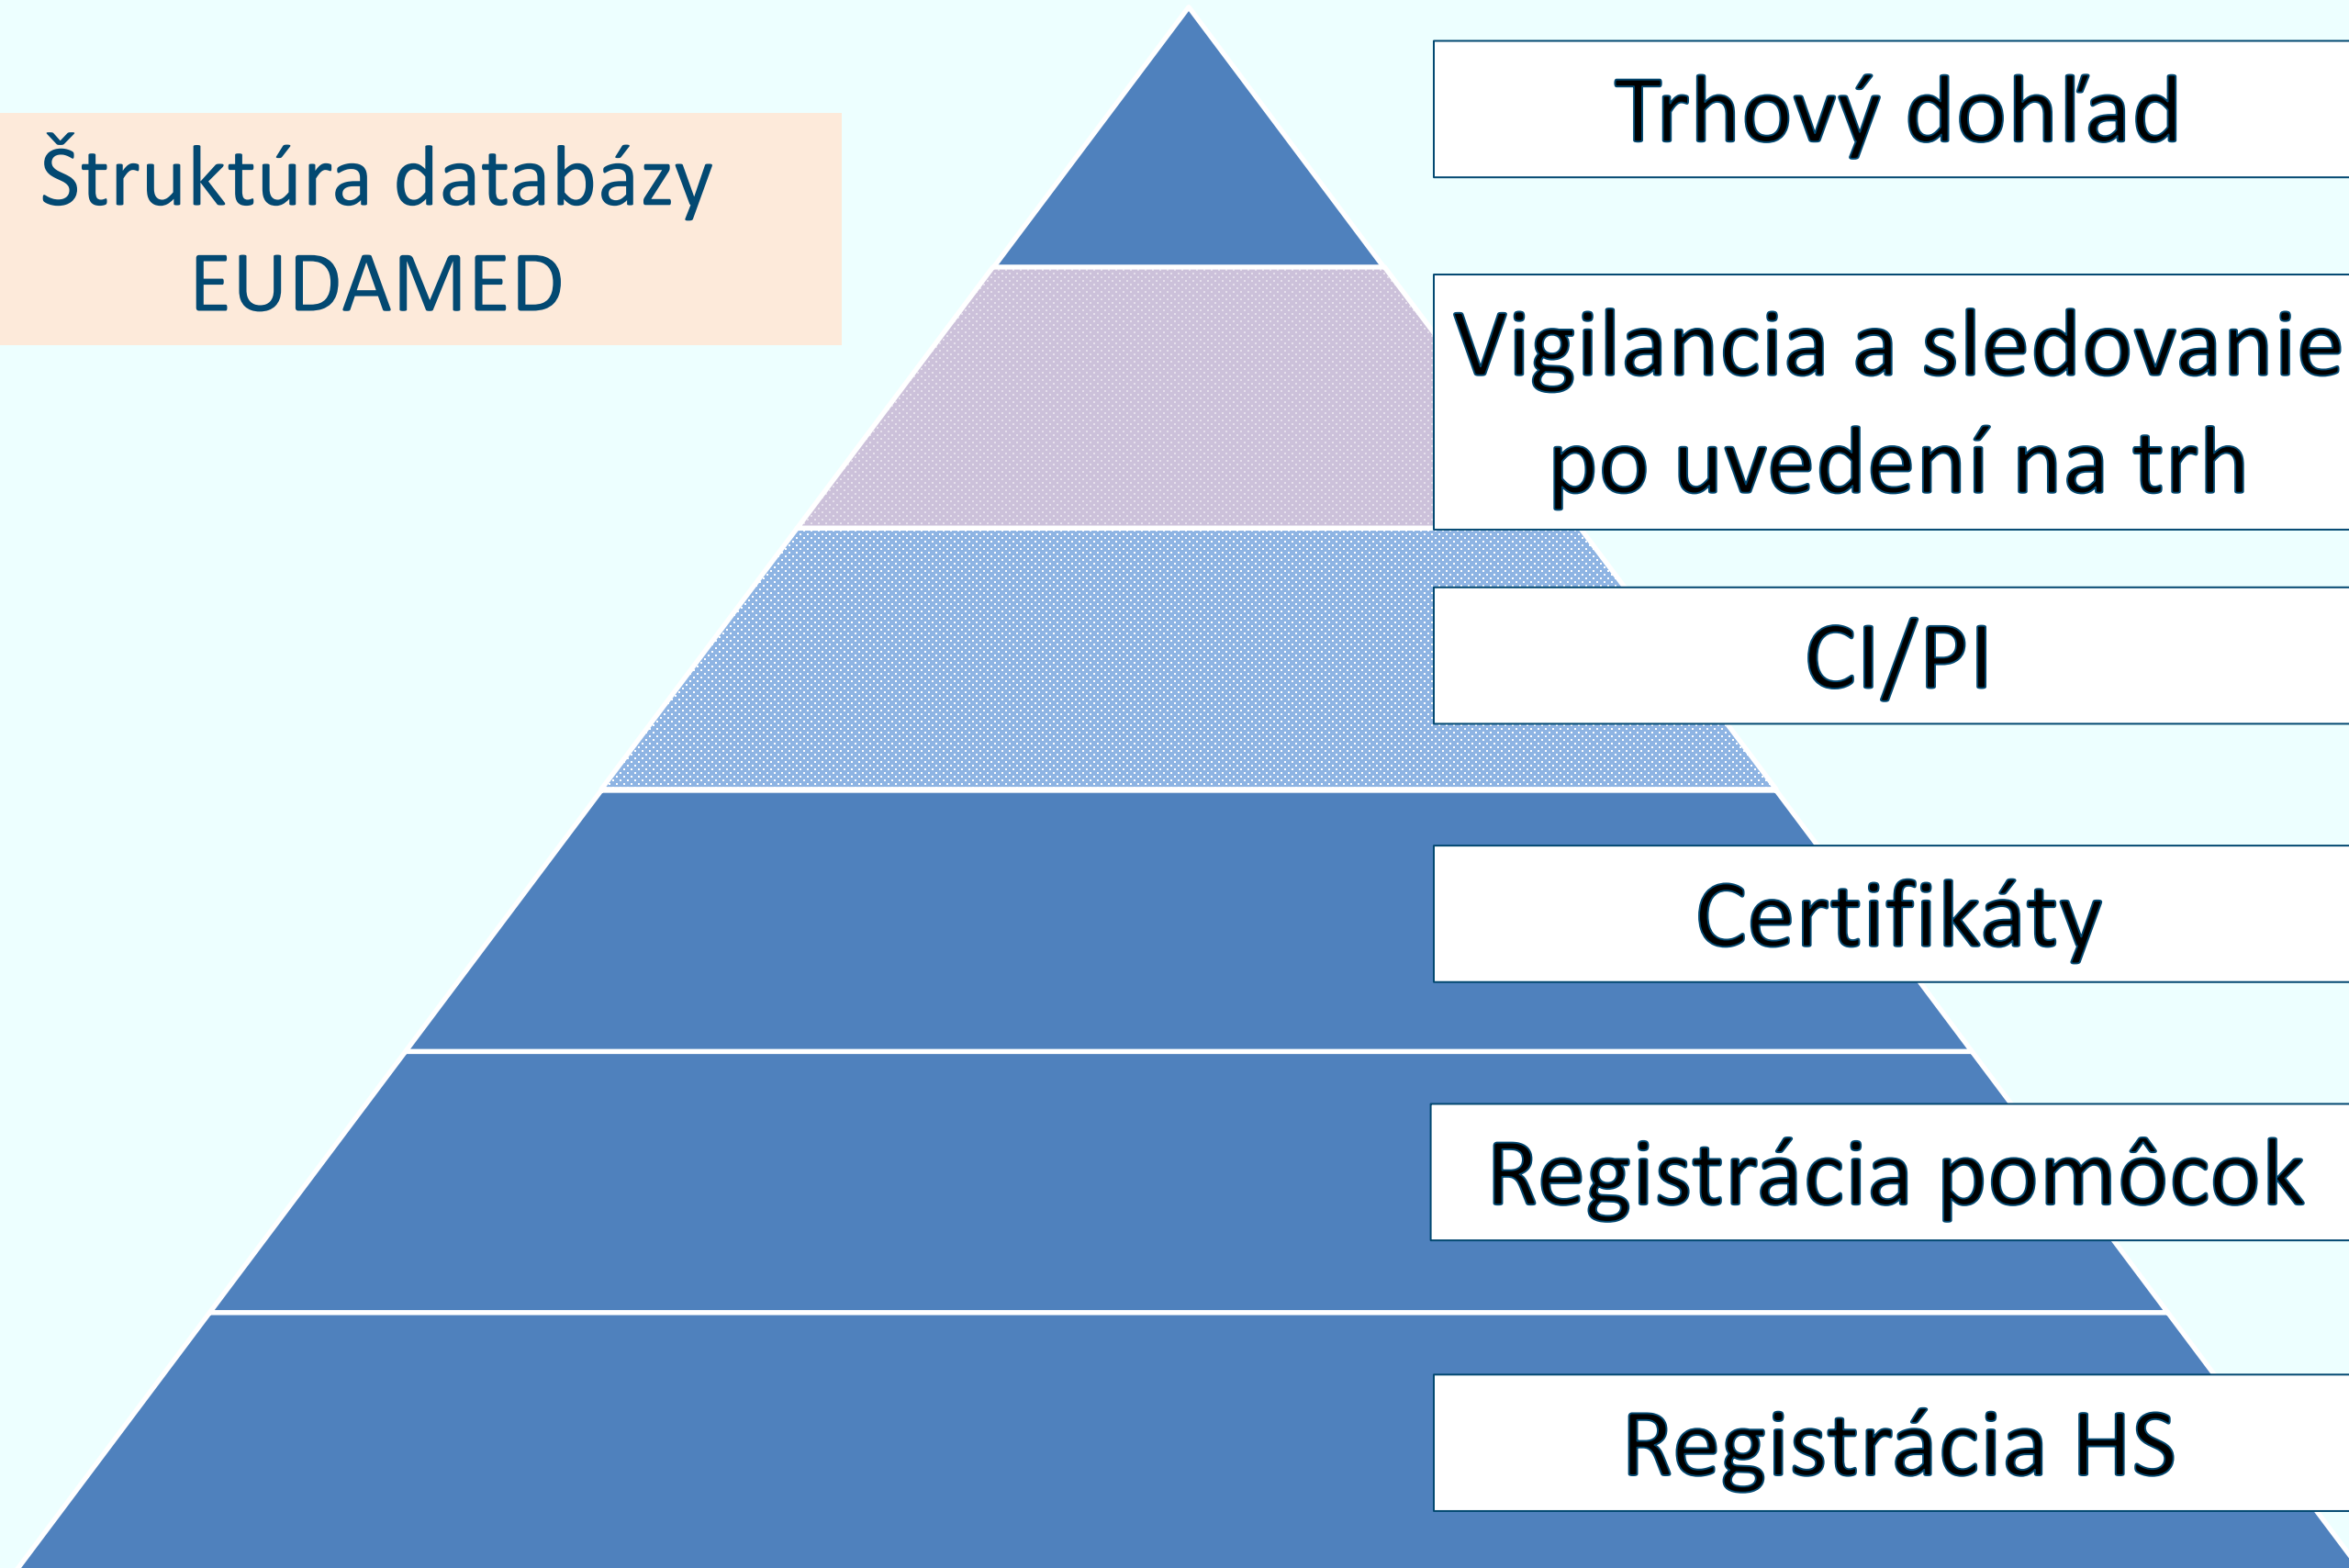 Štruktúra databázy
EUDAMED
Trhový dohľad
Vigilancia a sledovanie
po uvedení na trh
CI/PI
Certifikáty
Registrácia pomôcok
Registrácia HS